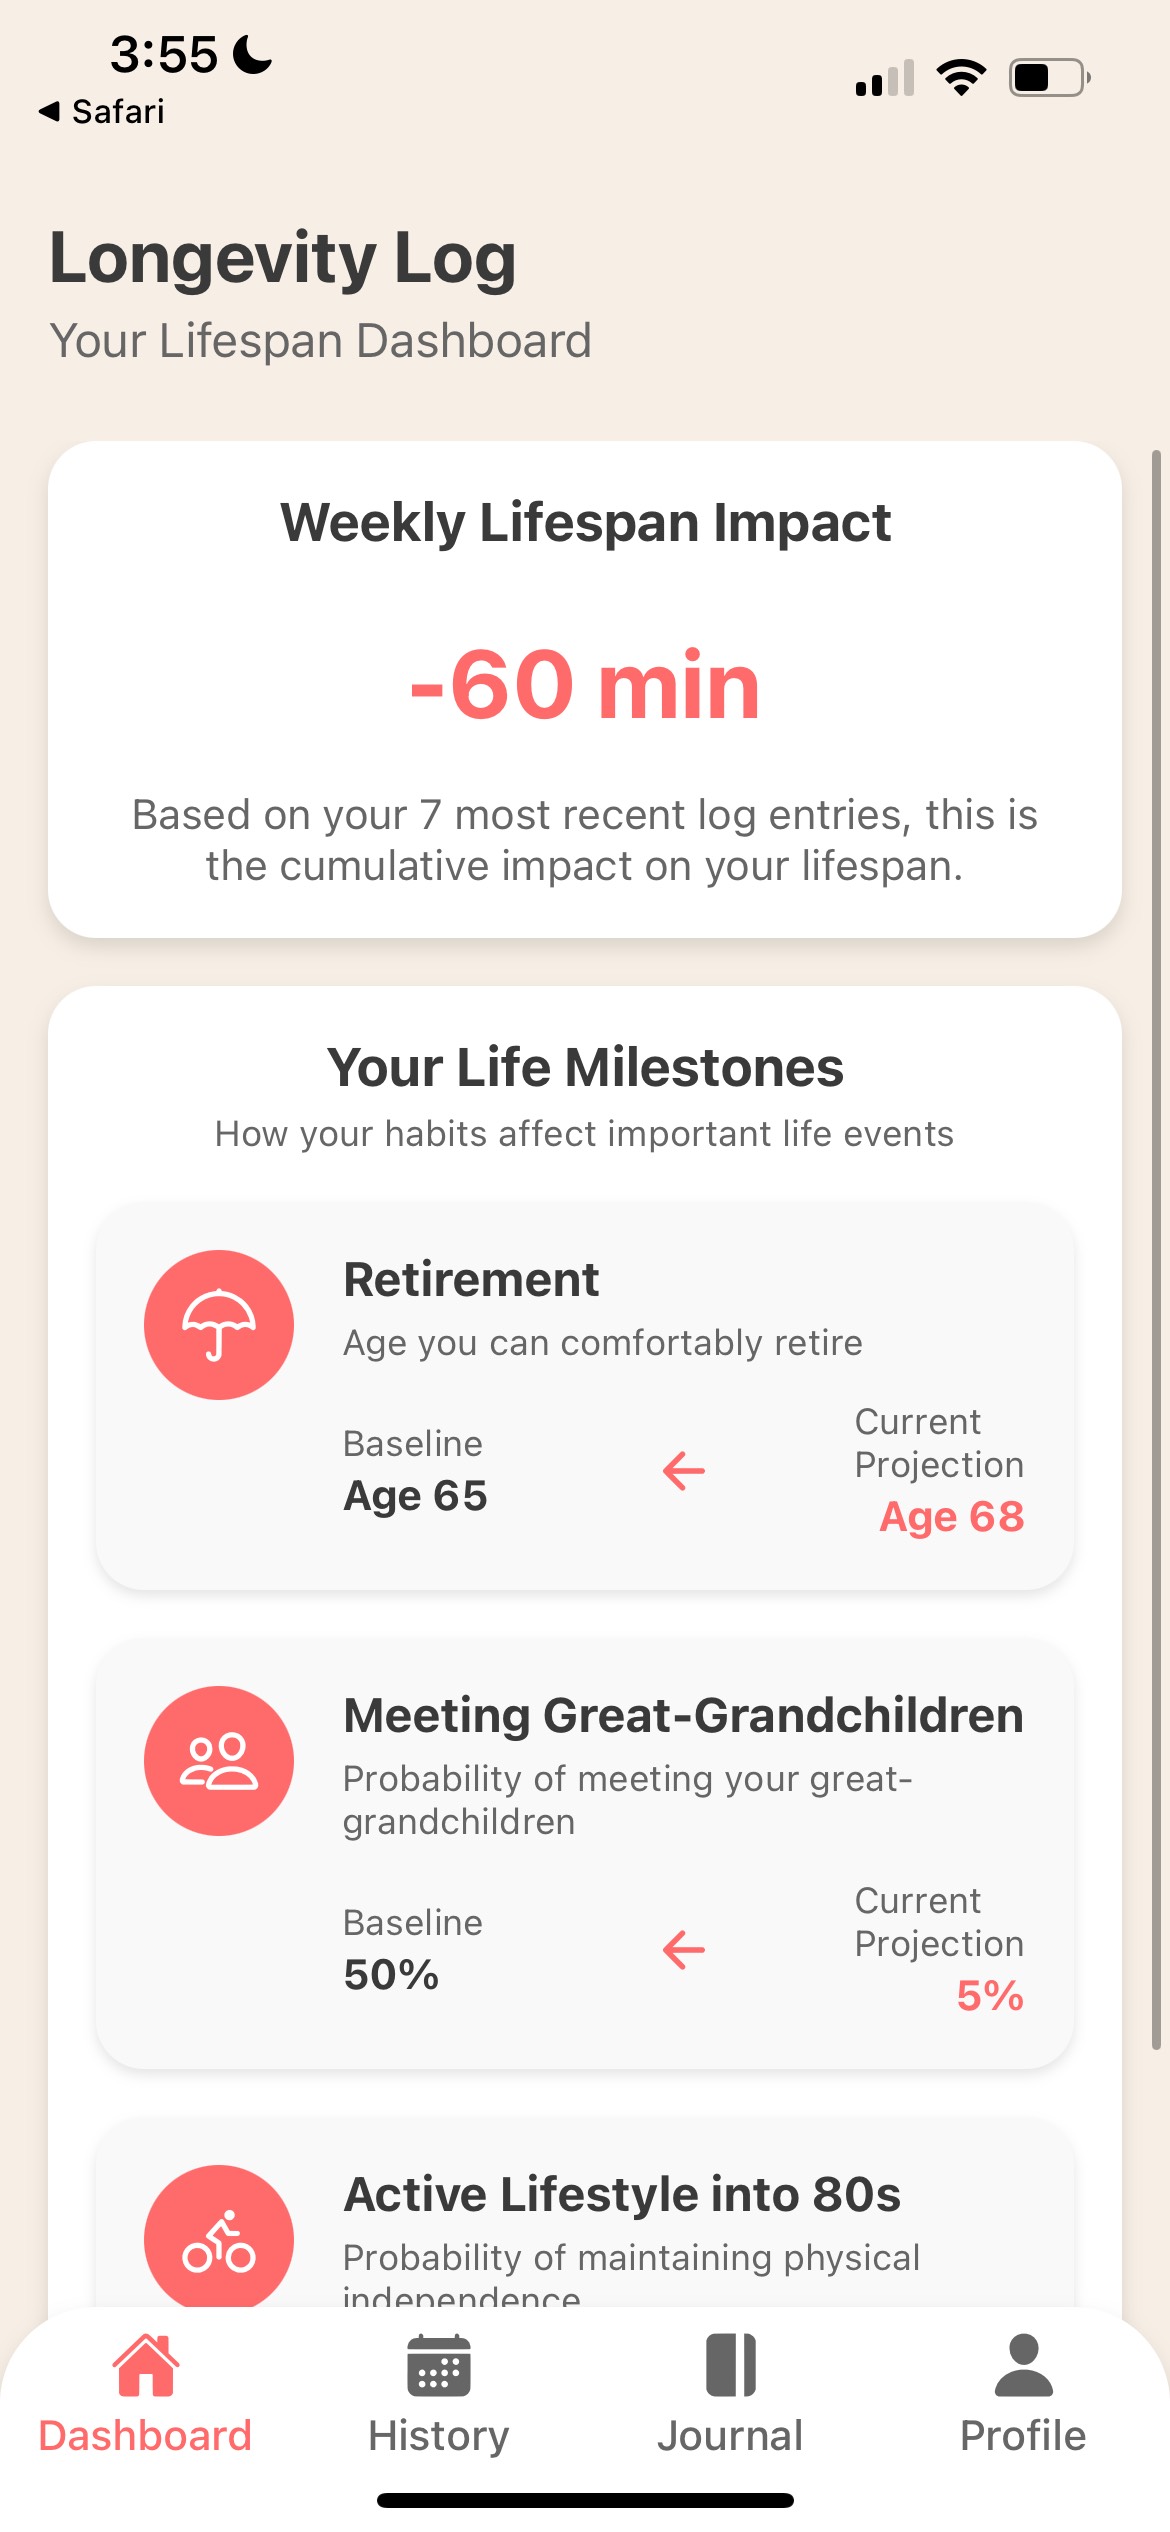 3:55
Safari
Longevity Log
Your Lifespan Dashboard
Weekly Lifespan Impact
-60 min
Based on your 7 most recent log entries, this is
the cumulative impact on your lifespan.
Your Life Milestones
How your habits affect important life events
Retirement
Age you can comfortably retire
Baseline
Age 65
Current
Projection
Age 68
Meeting Great-Grandchildren
Probability of meeting your great-
grandchildren
Baseline
50%
Current
Projection
5%
Active Lifestyle into 80s
Probability of maintaining physical
independence
Dashboard
History
Journal
Profile